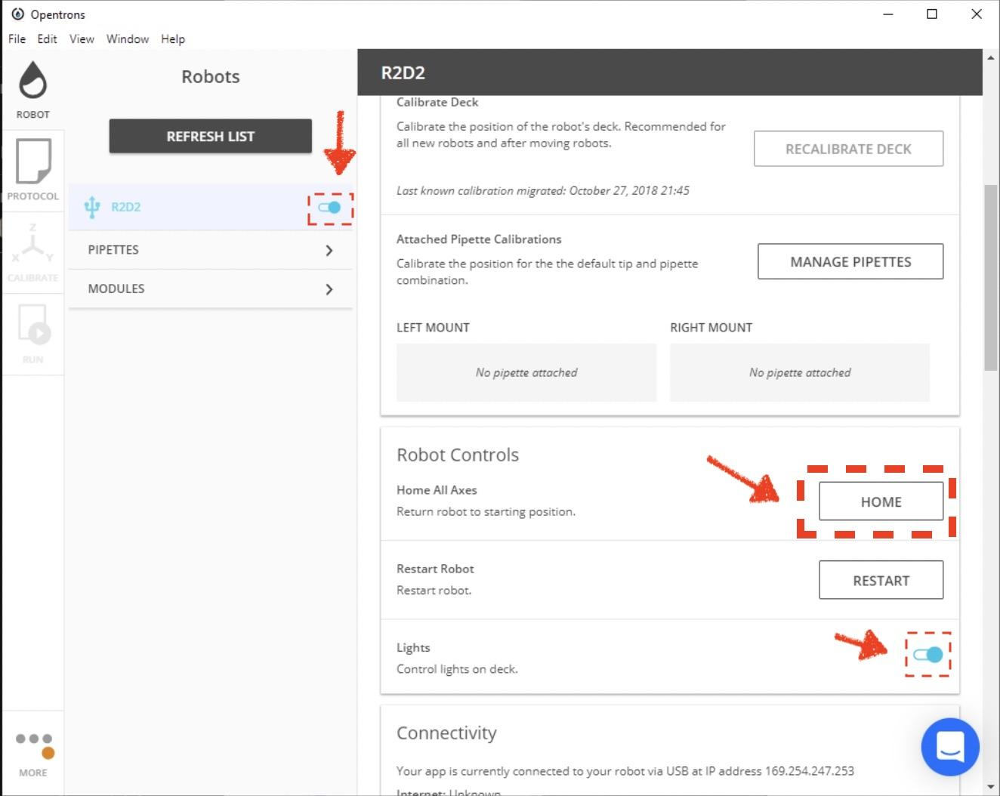 Opentrons
File Edit View Window Help
ROBOT
PROTOCOL
Z
X Y
CALIBRATE
RUN
MORE
Robots
REFRESH LIST
R2D2
PIPETTES
MODULES
R2D2
Calibrate Deck
Calibrate the position of the robot's deck. Recommended for
all new robots and after moving robots.
RECALIBRATE DECK
Last known calibration migrated: October 27, 2018 21:45
Attached Pipette Calibrations
Calibrate the position for the the default tip and pipette
combination.
MANAGE PIPETTES
LEFT MOUNT
No pipette attached
RIGHT MOUNT
No pipette attached
Robot Controls
Home All Axes
Return robot to starting position.
HOME
Restart Robot
Restart robot.
RESTART
Lights
Control lights on deck.
Connectivity
Your app is currently connected to your robot via USB at IP address 169.254.247.253
Internet: Unknown